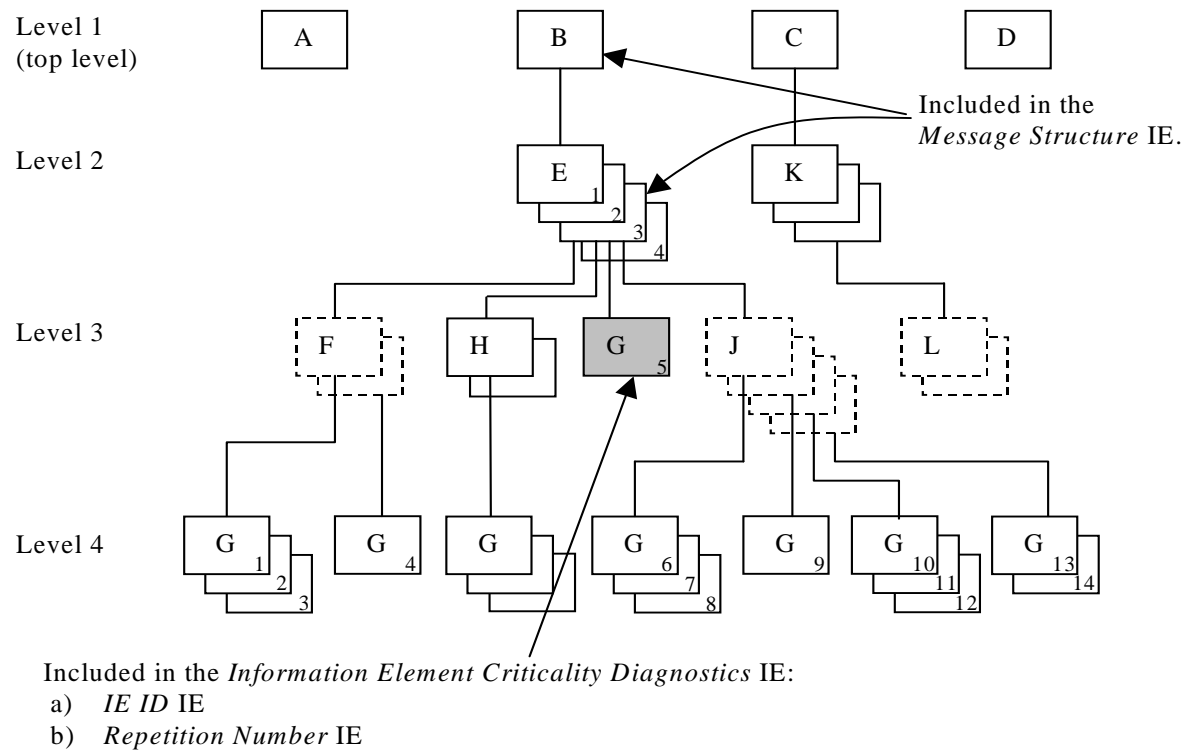 Level 1
(top level)
A
B
C
D
Included in the
Message Structure IE.
Level 2
E
1
2
3
4
K
Level 3
F
H
G
5
J
L
Level 4
G
1
2
3
G
4
G
G
6
7
8
G
9
G
10
11
12
G
13
14
Included in the Information Element Criticality Diagnostics IE:
a) IE ID IE
b) Repetition Number IE